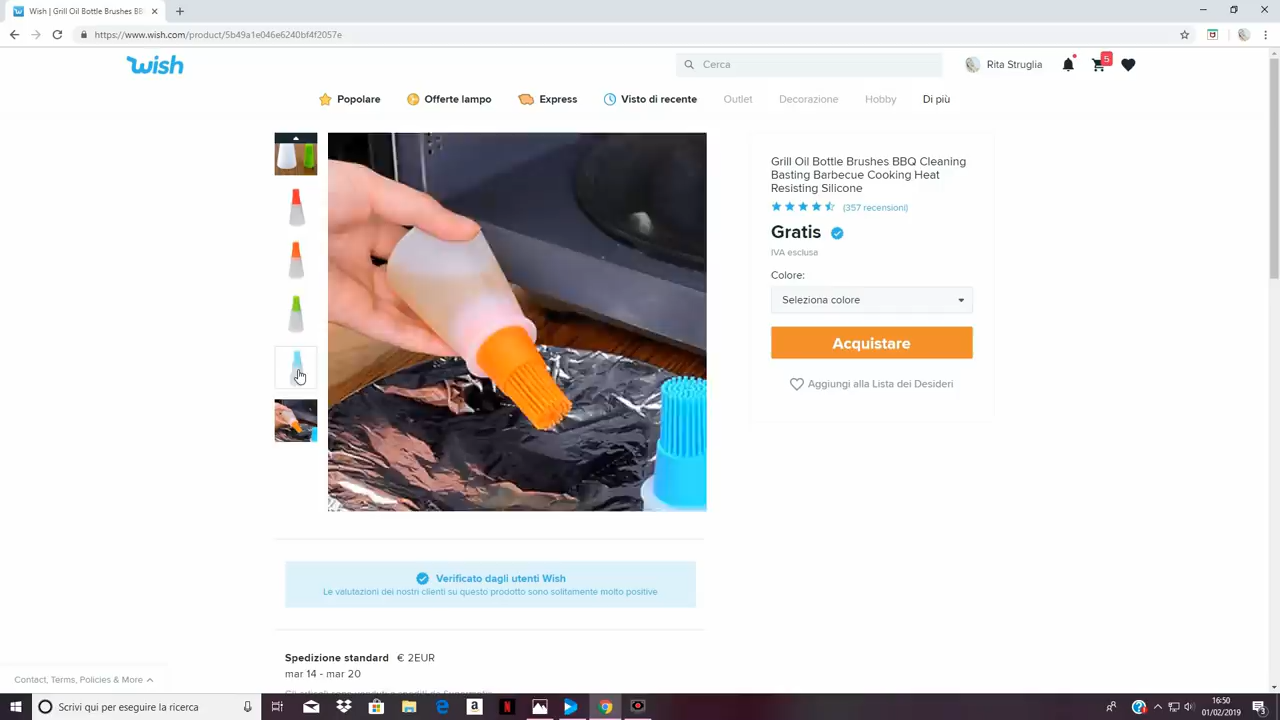 Wish | Grill Oil Bottle Brushes BB
https://www.wish.com/product/5b49a1e046e6240bf4f2057e
wish
Cerca
Rita Struglia
5
Popolare
Offerte lampo
Express
Visto di recente
Outlet
Decorazione
Hobby
Di più
Grill Oil Bottle Brushes BBQ Cleaning
Basting Barbecue Cooking Heat
Resisting Silicone
(357 recensioni)
Gratis
IVA esclusa
Colore:
Seleziona colore
Acquistare
Aggiungi alla Lista dei Desideri
Verificato dagli utenti Wish
Le valutazioni dei nostri clienti su questo prodotto sono solitamente molto positive
Spedizione standard € 2EUR
mar 14 - mar 20
Contact, Terms, Policies & More
Scrivi qui per eseguire la ricerca
16:50
01/02/2019